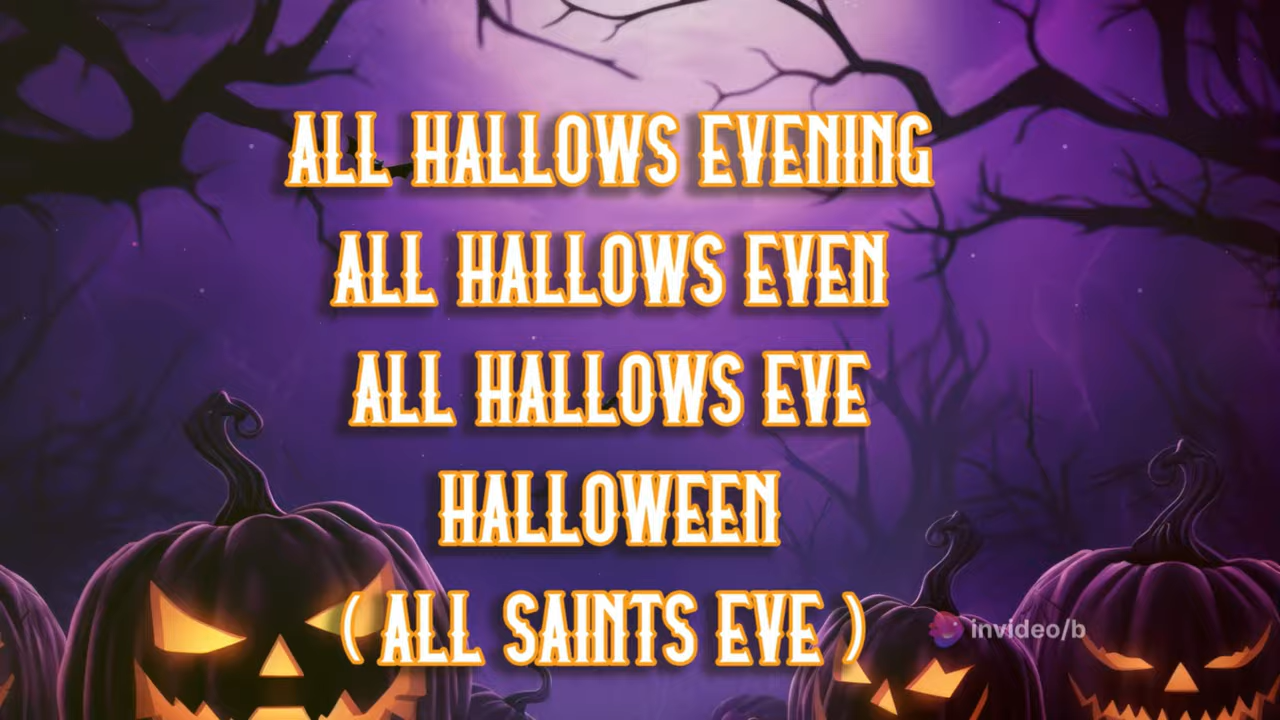 ALL HALLOWS EVENING
ALL HALLOWS EVEN
ALL HALLOWS EVE
HALLOWEEN
( ALL SAINTS EVE )
invideo/b